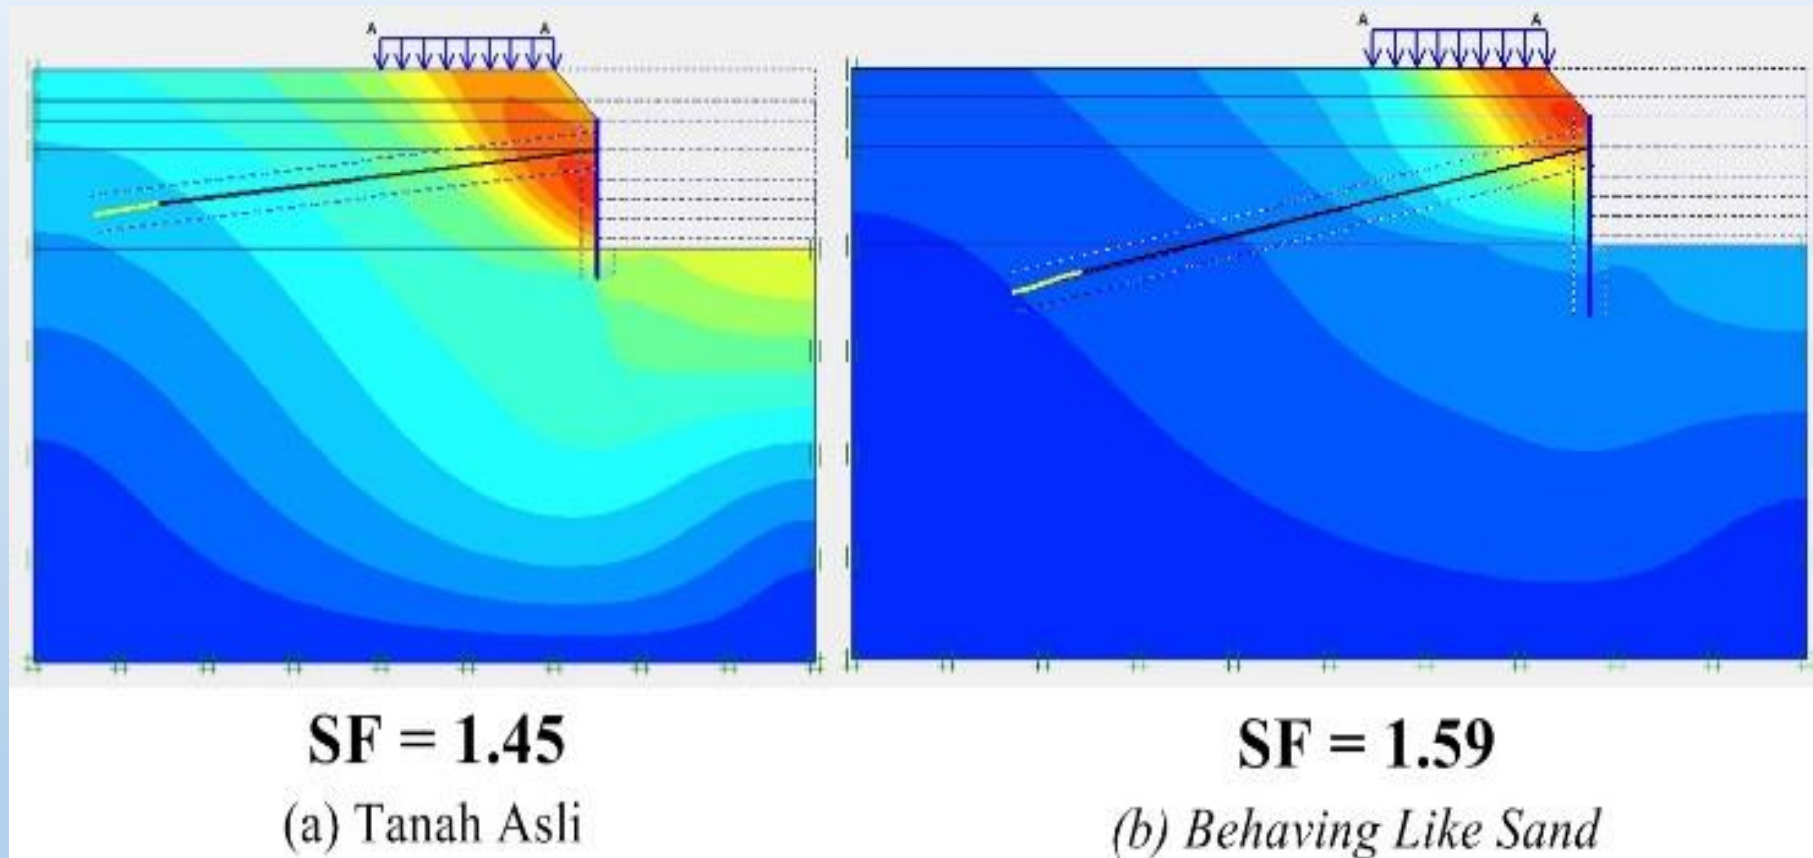 A A
A A
SF = 1.45
SF = 1.59
(a) Tanah Asli
(b) Behaving Like Sand